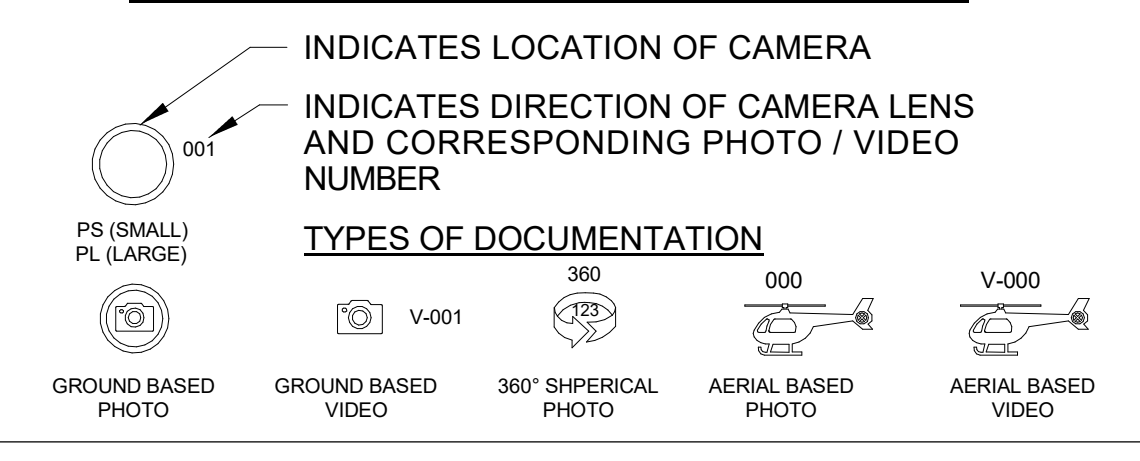 INDICATES LOCATION OF CAMERA
INDICATES DIRECTION OF CAMERA LENS
AND CORRESPONDING PHOTO / VIDEO
NUMBER
001
PS (SMALL)
PL (LARGE)
TYPES OF DOCUMENTATION
360
000
V-000
123
V-001
GROUND BASED
PHOTO
GROUND BASED
VIDEO
360° SHPERICAL
PHOTO
AERIAL BASED
PHOTO
AERIAL BASED
VIDEO